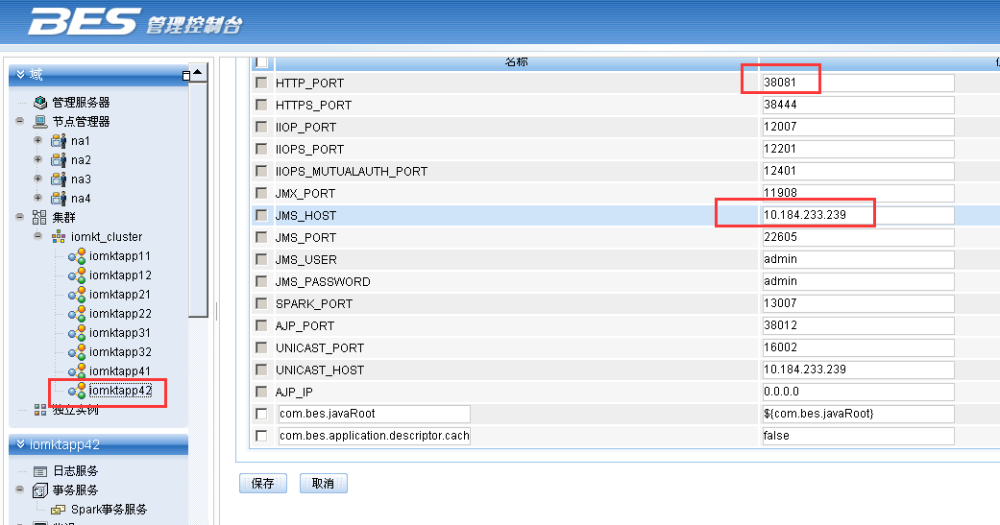 BES 管理控制台
域
管理服务器
节点管理器
na1
na2
na3
na4
集群
iomkt_cluster
iomktapp11
iomktapp12
iomktapp21
iomktapp22
iomktapp31
iomktapp32
iomktapp41
iomktapp42
独立实例
iomktapp42
日志服务
事务服务
Spark事务服务
名称
HTTP_PORT 38081
HTTPS_PORT 38444
IIOP_PORT 12007
IIOPS_PORT 12201
IIOPS_MUTUALAUTH_PORT 12401
JMX_PORT 11908
JMS_HOST 10.184.233.239
JMS_PORT 22605
JMS_USER admin
JMS_PASSWORD admin
SPARK_PORT 13007
AJP_PORT 38012
UNICAST_PORT 16002
UNICAST_HOST 10.184.233.239
AJP_IP 0.0.0.0
com.bes.javaRoot ${com.bes.javaRoot}
com.bes.application.descriptor.cach false
保存 取消